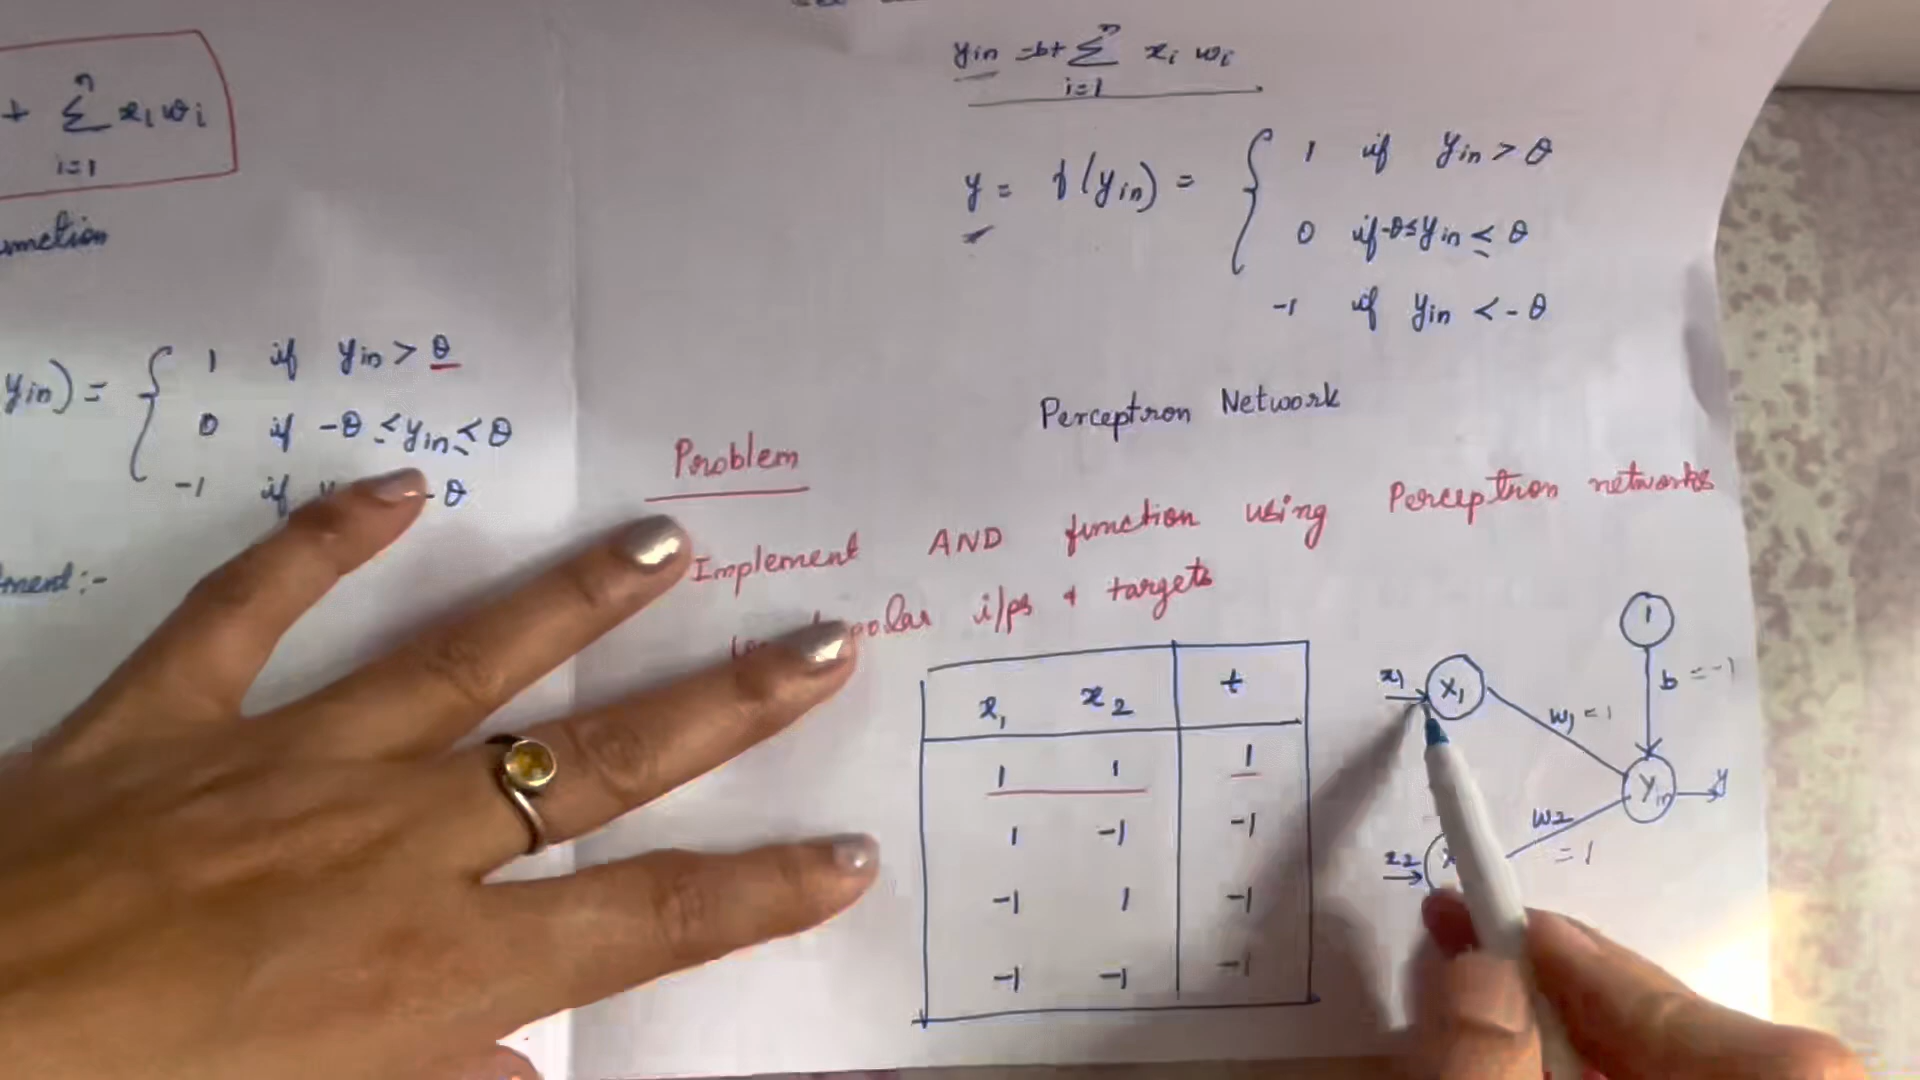 + Σ xi wi
n
i=1
yin) =
1 if yin > θ
0 if -θ ≤ yin ≤ θ
-1 if - θ
yin = b+ Σ xi wi
n
i=1
y = f(yin) =
1 if yin > θ
0 if -θ ≤ yin ≤ θ
-1 if yin < - θ
Perceptron Network
Problem
Implement AND function using Perceptron networks
i/ps & targets
x1 x2 t
1 1 1
1 -1 -1
-1 1 -1
-1 -1 -1
1
b = -1
x1 X1
w1 = 1
Yin y
w2
= 1
x2 X